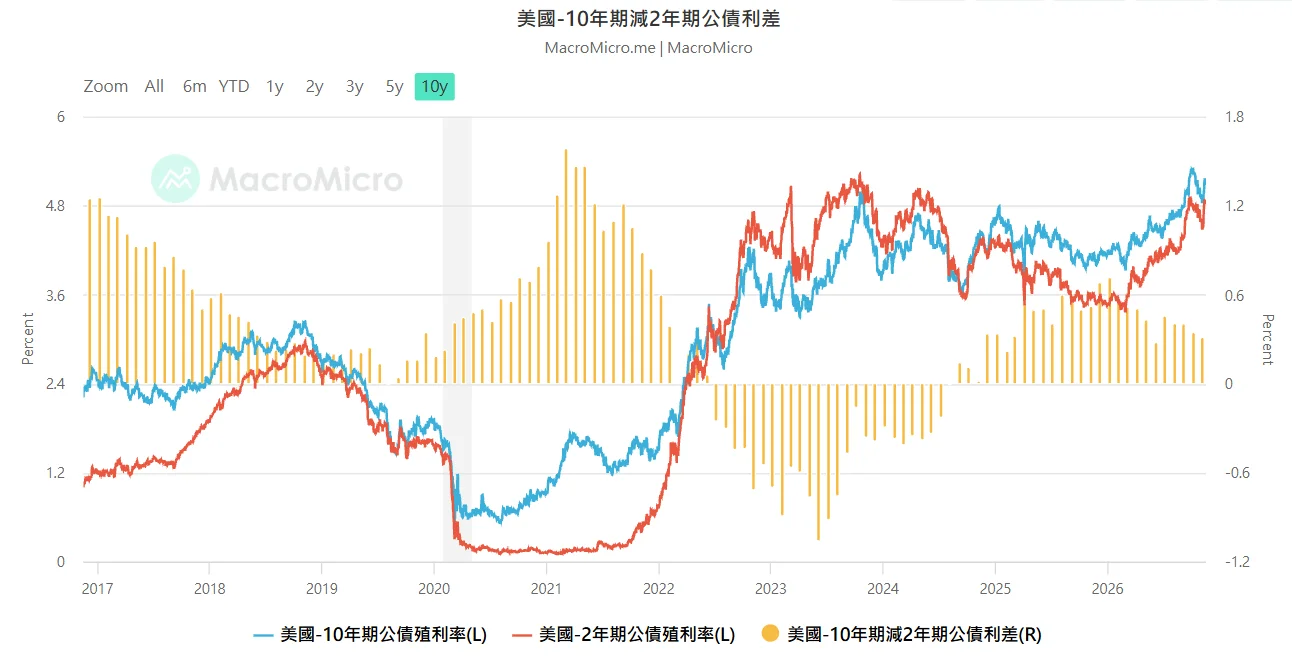 美國-10年期減2年期公債利差
MacroMicro.me | MacroMicro
Zoom All 6m YTD 1y 2y 3y 5y 10y
MacroMicro
6 1.8
4.8 1.2
3.6 0.6
2.4 0
1.2 -0.6
0 -1.2
Percent
Percent
2017 2018 2019 2020 2021 2022 2023 2024 2025 2026
美國-10年期公債殖利率(L) 美國-2年期公債殖利率(L) 美國-10年期減2年期公債利差(R)